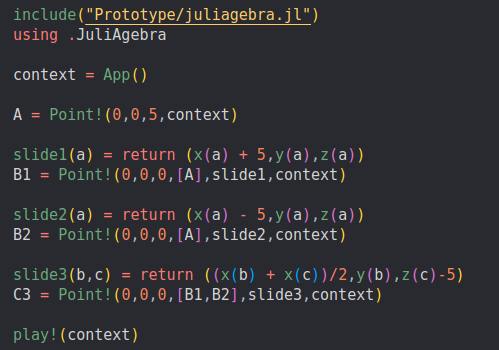 include("Prototype/juliagebra.jl")
using .JuliAgebra
context = App()
A = Point!(0,0,5,context)
slide1(a) = return (x(a) + 5,y(a),z(a))
B1 = Point!(0,0,0,[A],slide1,context)
slide2(a) = return (x(a) - 5,y(a),z(a))
B2 = Point!(0,0,0,[A],slide2,context)
slide3(b,c) = return ((x(b) + x(c))/2,y(b),z(c)-5)
C3 = Point!(0,0,0,[B1,B2],slide3,context)
play!(context)